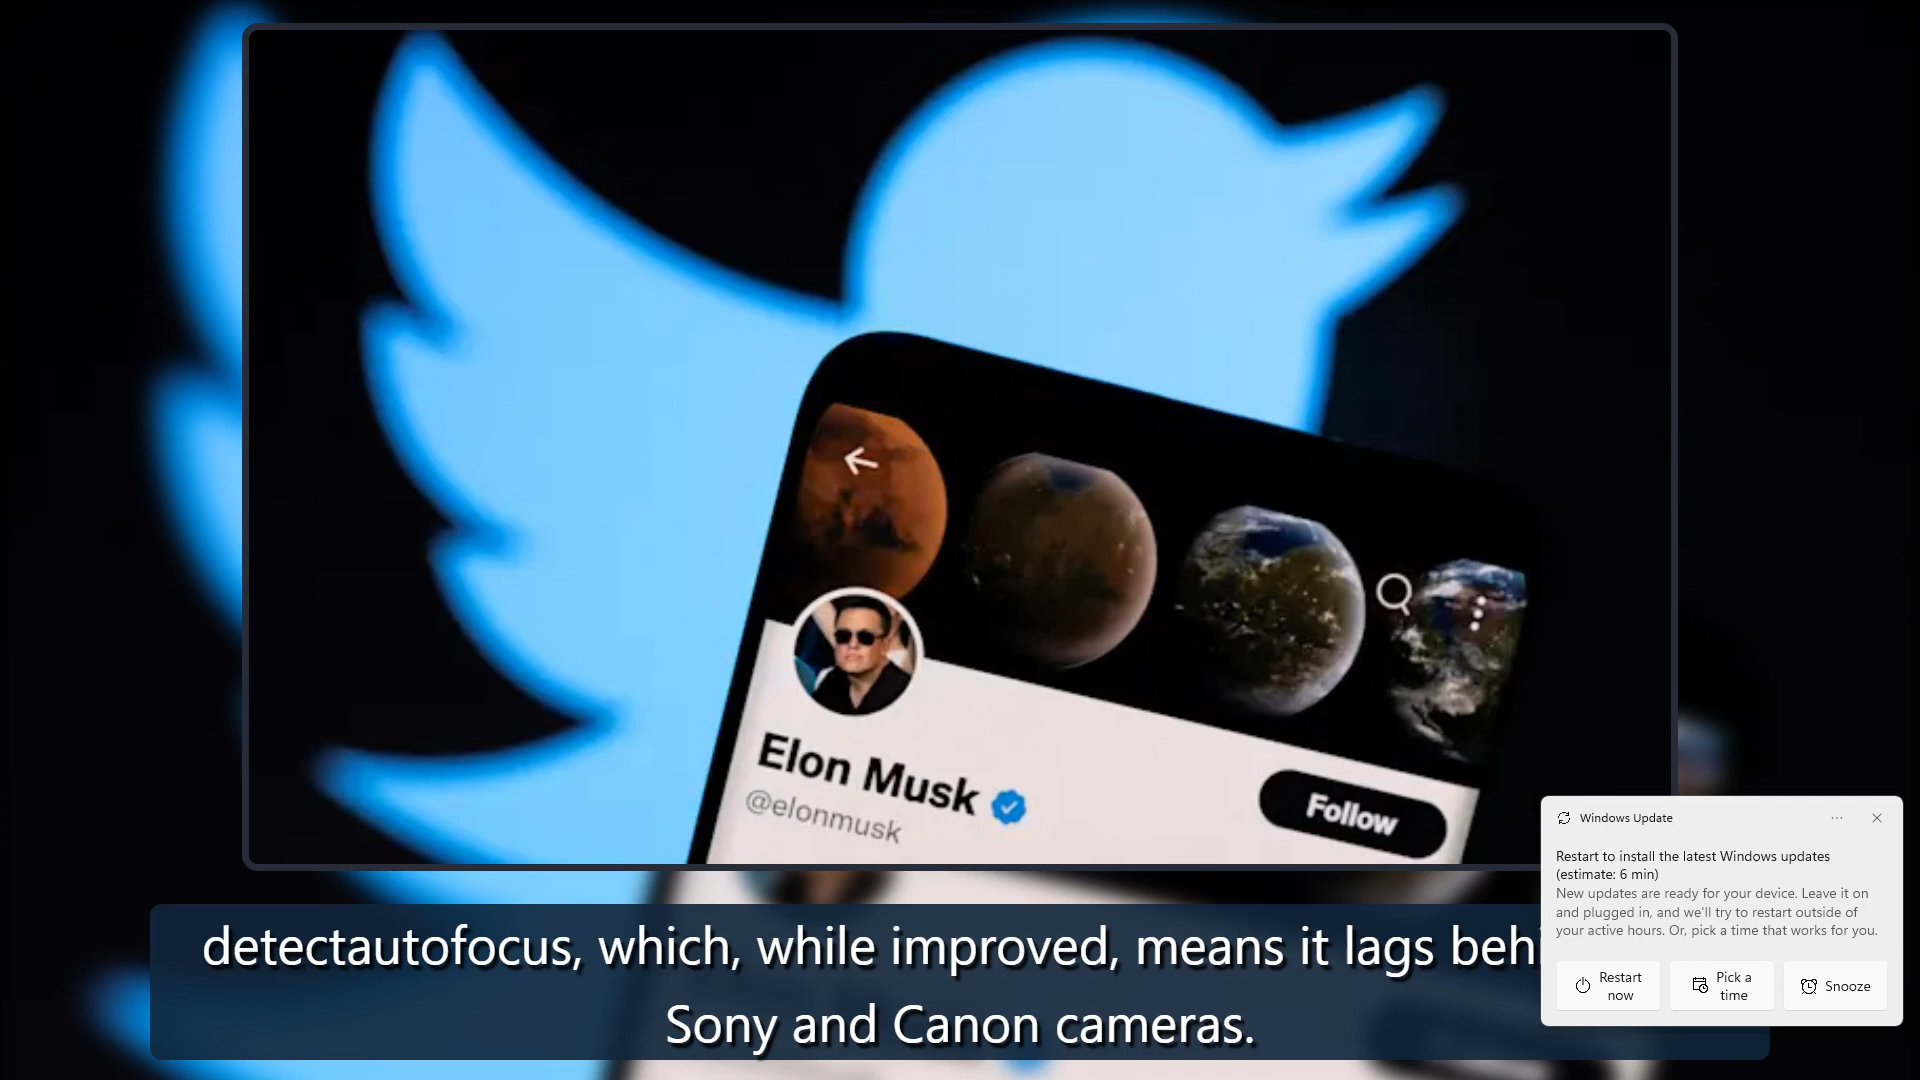 Elon Musk
@elonmusk
Follow
Windows Update
Restart to install the latest Windows updates
(estimate: 6 min)
New updates are ready for your device. Leave it on
and plugged in, and we'll try to restart outside of
your active hours. Or, pick a time that works for you.
Restart
now
Pick a
time
Snooze
detectautofocus, which, while improved, means it lags behi
Sony and Canon cameras.